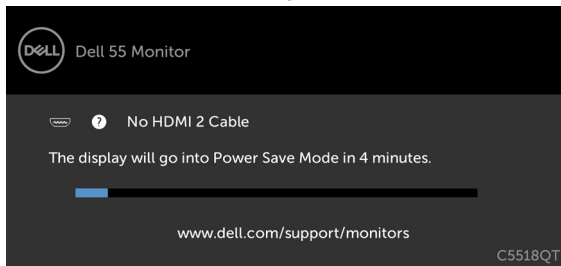 DELL Dell 55 Monitor
? No HDMI 2 Cable
The display will go into Power Save Mode in 4 minutes.
www.dell.com/support/monitors
C5518QT